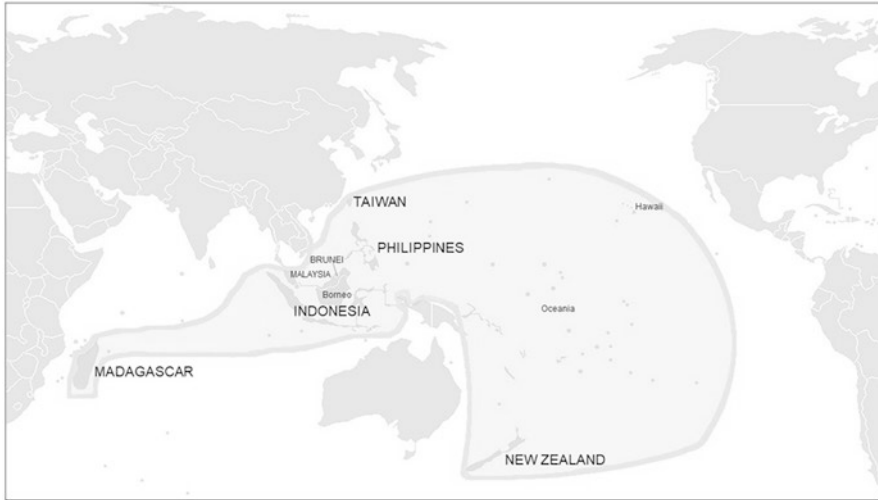 TAIWAN
Hawaii
PHILIPPINES
BRUNEI
MALAYSIA
Borneo
INDONESIA
Oceania
MADAGASCAR
NEW ZEALAND